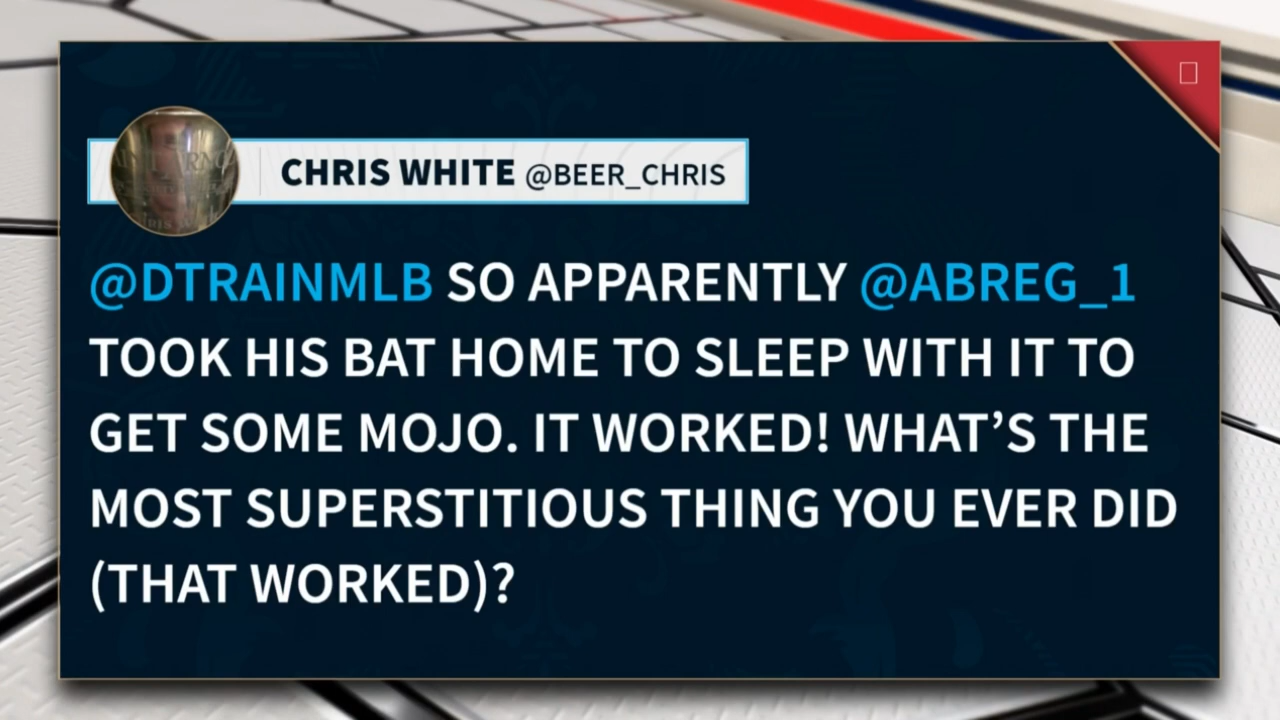 CHRIS WHITE @BEER_CHRIS
@DTRAINMLB SO APPARENTLY @ABREG_1
TOOK HIS BAT HOME TO SLEEP WITH IT TO
GET SOME MOJO. IT WORKED! WHAT’S THE
MOST SUPERSTITIOUS THING YOU EVER DID
(THAT WORKED)?